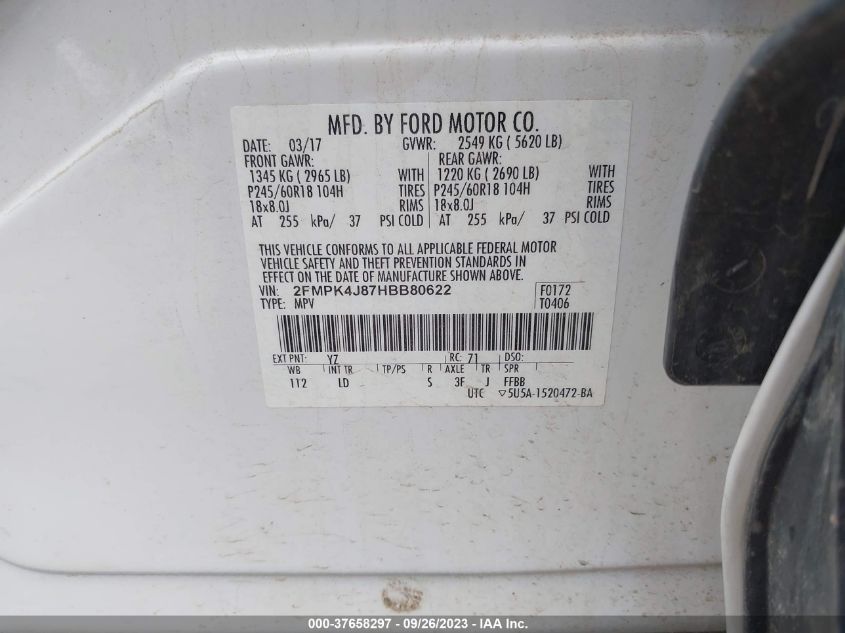 MFD. BY FORD MOTOR CO.
DATE: 03/17 GVWR: 2549 KG ( 5620 LB)
FRONT GAWR: REAR GAWR:
1345 KG ( 2965 LB) WITH 1220 KG ( 2690 LB) WITH
P245/60R18 104H TIRES P245/60R18 104H TIRES
18x8.0J RIMS 18x8.0J RIMS
AT 255 kPa/ 37 PSI COLD AT 255 kPa/ 37 PSI COLD
THIS VEHICLE CONFORMS TO ALL APPLICABLE FEDERAL MOTOR
VEHICLE SAFETY AND THEFT PREVENTION STANDARDS IN
EFFECT ON THE DATE OF MANUFACTURE SHOWN ABOVE.
VIN: 2FMPK4J87HBB80622 F0172
TYPE: MPV T0406
EXT PNT: YZ RC: 71 DSO:
WB INT TR TP/PS R AXLE TR SPR
112 LD S 3F J FFBB
UTC ▽5U5A-1520472-BA
000-37658297 - 09/26/2023 - IAA Inc.